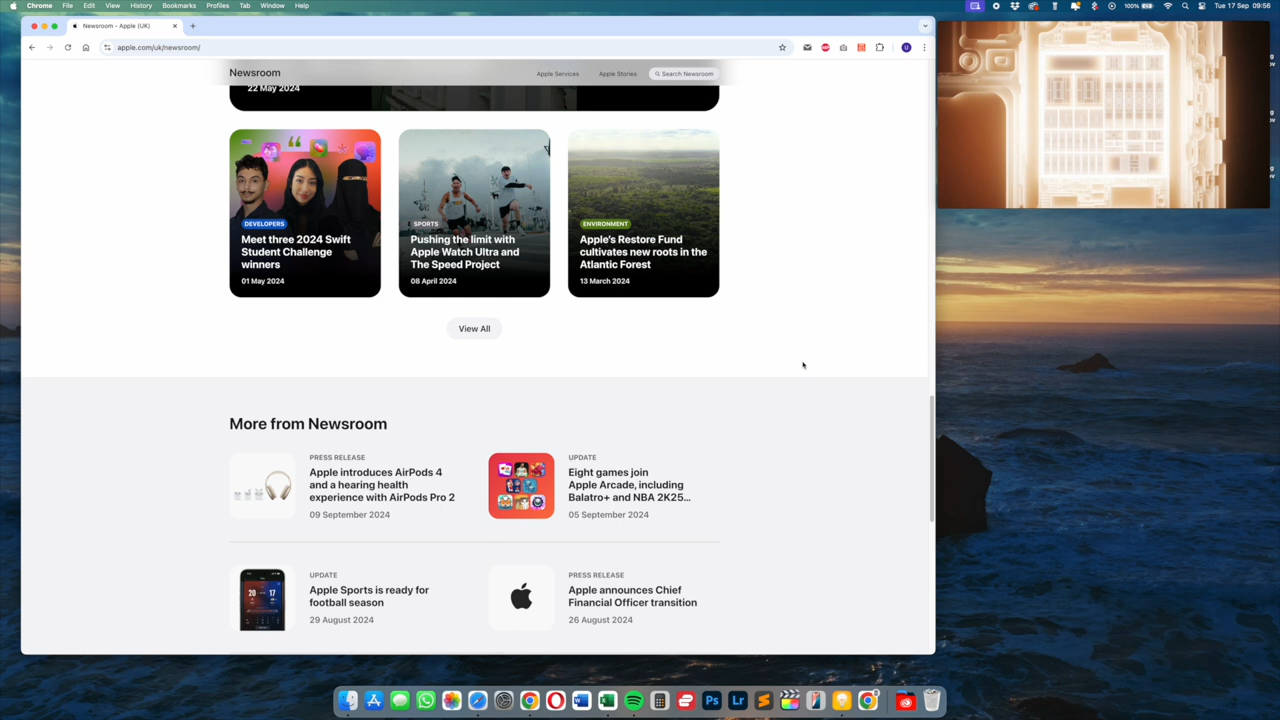 Chrome File Edit View History Bookmarks Profiles Tab Window Help
100% Tue 17 Sep 09:56
Newsroom - Apple (UK)
apple.com/uk/newsroom/
Newsroom Apple Services Apple Stories Search Newsroom
22 May 2024
DEVELOPERS
Meet three 2024 Swift
Student Challenge
winners
01 May 2024
SPORTS
Pushing the limit with
Apple Watch Ultra and
The Speed Project
08 April 2024
ENVIRONMENT
Apple's Restore Fund
cultivates new roots in the
Atlantic Forest
13 March 2024
View All
More from Newsroom
PRESS RELEASE
Apple introduces AirPods 4
and a hearing health
experience with AirPods Pro 2
09 September 2024
UPDATE
Eight games join
Apple Arcade, including
Balatro+ and NBA 2K25...
05 September 2024
UPDATE
Apple Sports is ready for
football season
29 August 2024
PRESS RELEASE
Apple announces Chief
Financial Officer transition
26 August 2024
20 17
Ps
Lr